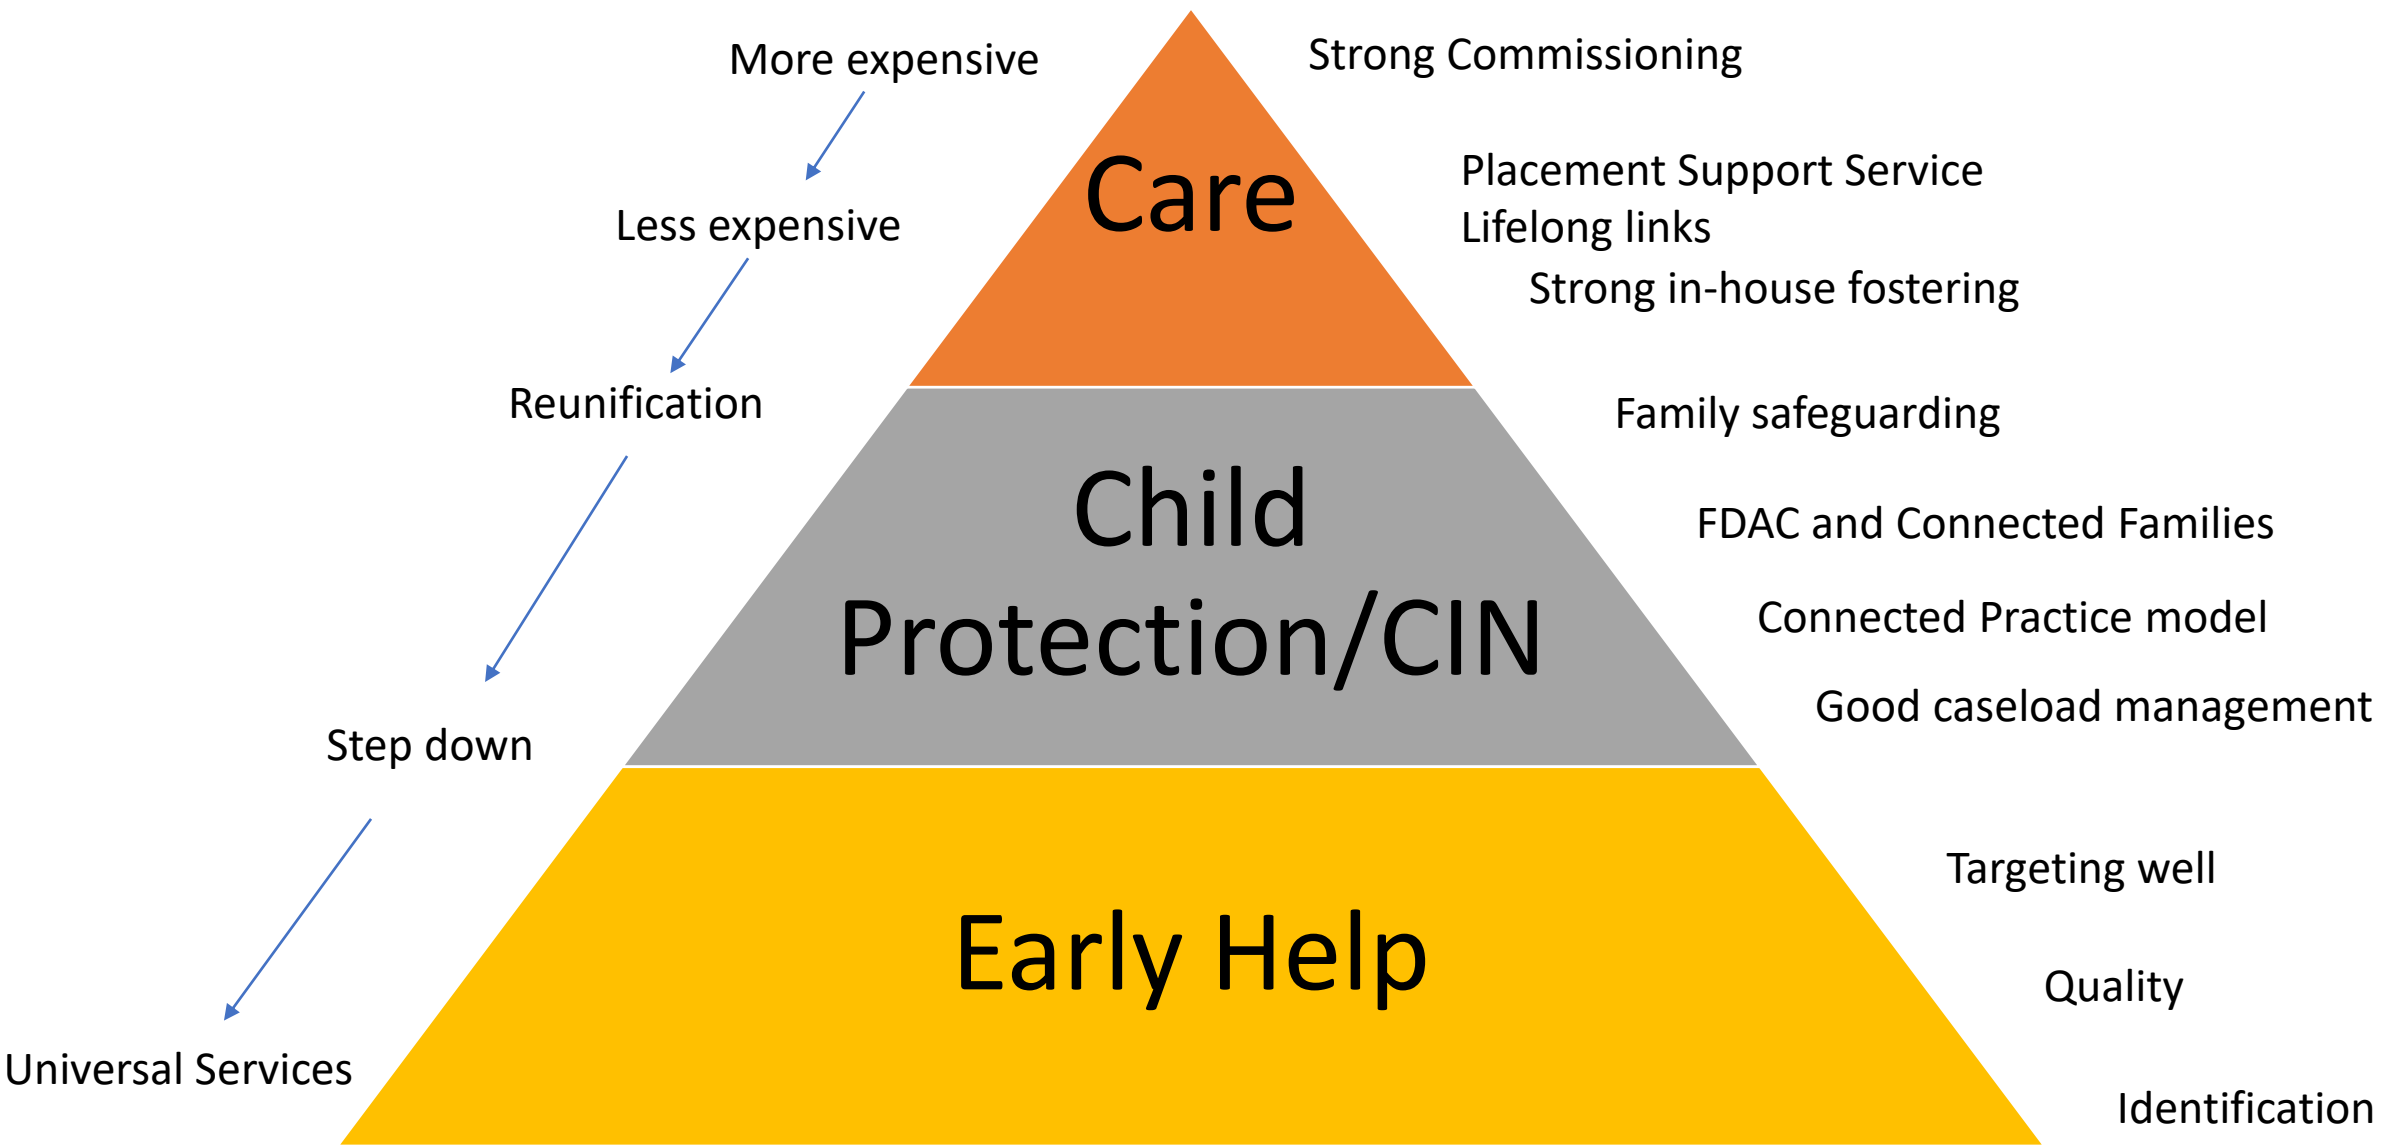 More expensive
Less expensive
Reunification
Step down
Universal Services
Care
Child
Protection/CIN
Early Help
Strong Commissioning
Placement Support Service
Lifelong links
Strong in-house fostering
Family safeguarding
FDAC and Connected Families
Connected Practice model
Good caseload management
Targeting well
Quality
Identification